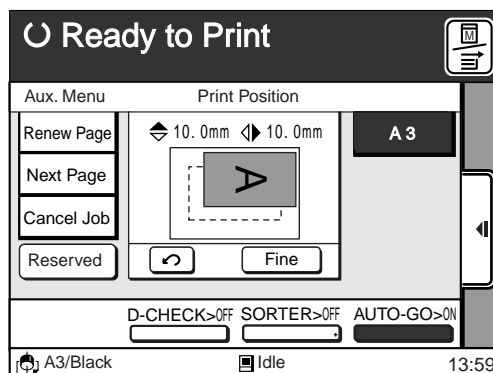 Ready to Print
M
Aux. Menu
Print Position
Renew Page
10. 0mm 10. 0mm
A 3
Next Page
A
Cancel Job
Reserved
Fine
D-CHECK>OFF SORTER>OFF AUTO-GO>ON
A3/Black
Idle
13:59